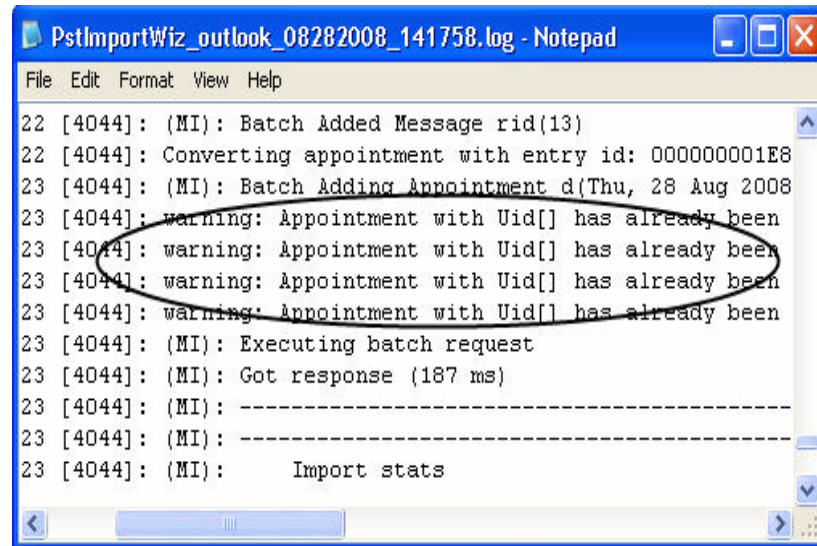 PstImportWiz_outlook_08282008_141758.log - Notepad
File Edit Format View Help
22 [4044]: (MI): Batch Added Message rid(13)
22 [4044]: Converting appointment with entry id: 000000001E8
23 [4044]: (MI): Batch Adding Appointment d(Thu, 28 Aug 2008
23 [4044]: warning: Appointment with Uid[] has already been
23 [4044]: warning: Appointment with Uid[] has already been
23 [4044]: warning: Appointment with Uid[] has already been
23 [4044]: warning: Appointment with Uid[] has already been
23 [4044]: (MI): Executing batch request
23 [4044]: (MI): Got response (187 ms)
23 [4044]: (MI): ------------------------------------------
23 [4044]: (MI): ------------------------------------------
23 [4044]: (MI): Import stats